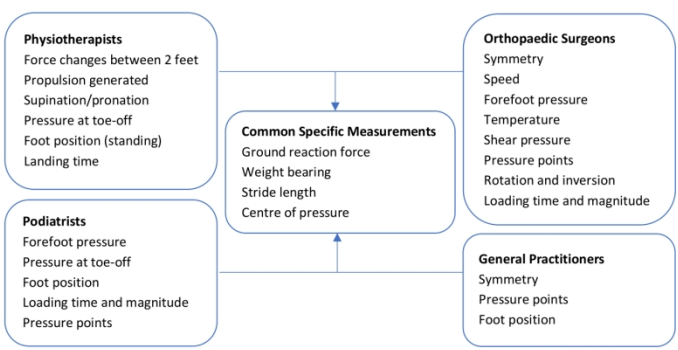 Physiotherapists
Force changes between 2 feet
Propulsion generated
Supination/pronation
Pressure at toe-off
Foot position (standing)
Landing time
Podiatrists
Forefoot pressure
Pressure at toe-off
Foot position
Loading time and magnitude
Pressure points
Common Specific Measurements
Ground reaction force
Weight bearing
Stride length
Centre of pressure
Orthopaedic Surgeons
Symmetry
Speed
Forefoot pressure
Temperature
Shear pressure
Pressure points
Rotation and inversion
Loading time and magnitude
General Practitioners
Symmetry
Pressure points
Foot position